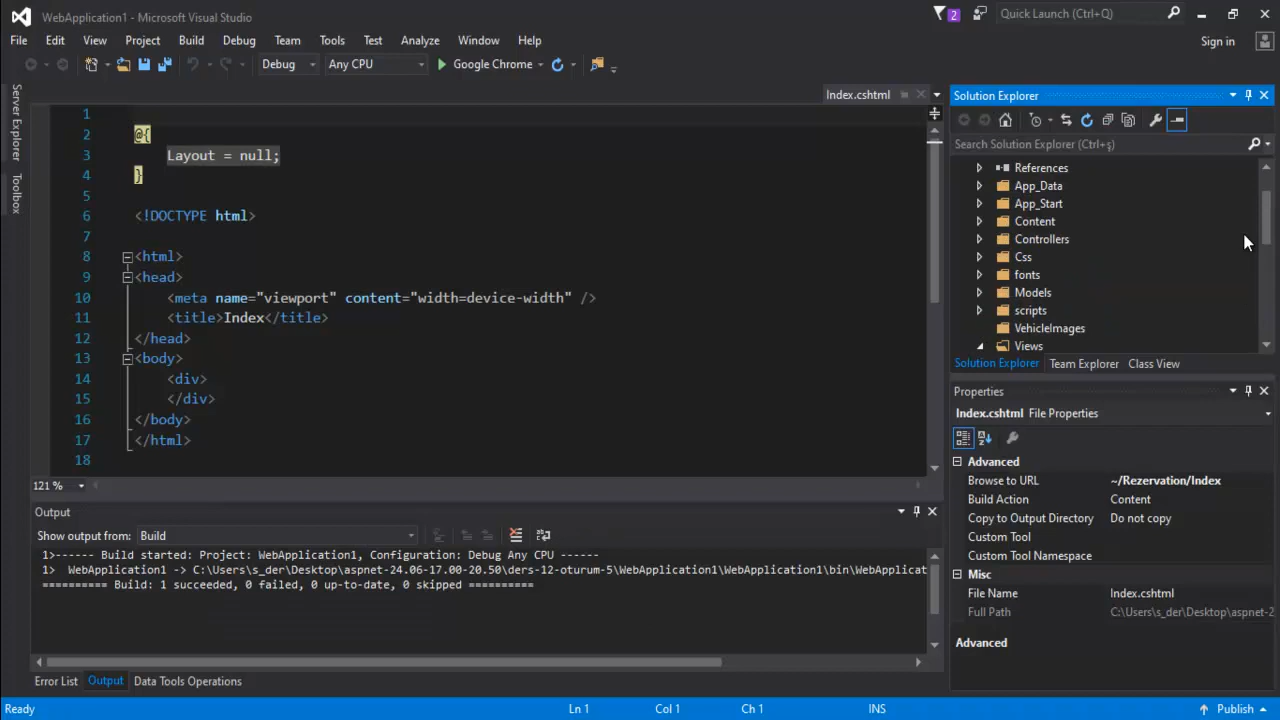 WebApplication1 - Microsoft Visual Studio
2
Quick Launch (Ctrl+Q)
File Edit View Project Build Debug Team Tools Test Analyze Window Help
Sign in
Debug Any CPU Google Chrome
Server Explorer
Toolbox
Index.cshtml
1
2 @{
3 Layout = null;
4 }
5
6 <!DOCTYPE html>
7
8 <html>
9 <head>
10 <meta name="viewport" content="width=device-width" />
11 <title>Index</title>
12 </head>
13 <body>
14 <div>
15 </div>
16 </body>
17 </html>
18
121 %
Solution Explorer
Search Solution Explorer (Ctrl+ş)
References
App_Data
App_Start
Content
Controllers
Css
fonts
Models
scripts
VehicleImages
Views
Solution Explorer Team Explorer Class View
Properties
Index.cshtml File Properties
Advanced
Browse to URL ~/Rezervation/Index
Build Action Content
Copy to Output Directory Do not copy
Custom Tool
Custom Tool Namespace
Misc
File Name Index.cshtml
Full Path C:\Users\s_der\Desktop\aspnet-2
Advanced
Output
Show output from: Build
1>------ Build started: Project: WebApplication1, Configuration: Debug Any CPU ------
1> WebApplication1 -> C:\Users\s_der\Desktop\aspnet-24.06-17.00-20.50\ders-12-oturum-5\WebApplication1\WebApplication1\bin\WebApplicat
========== Build: 1 succeeded, 0 failed, 0 up-to-date, 0 skipped ==========
Error List Output Data Tools Operations
Ready Ln 1 Col 1 Ch 1 INS Publish